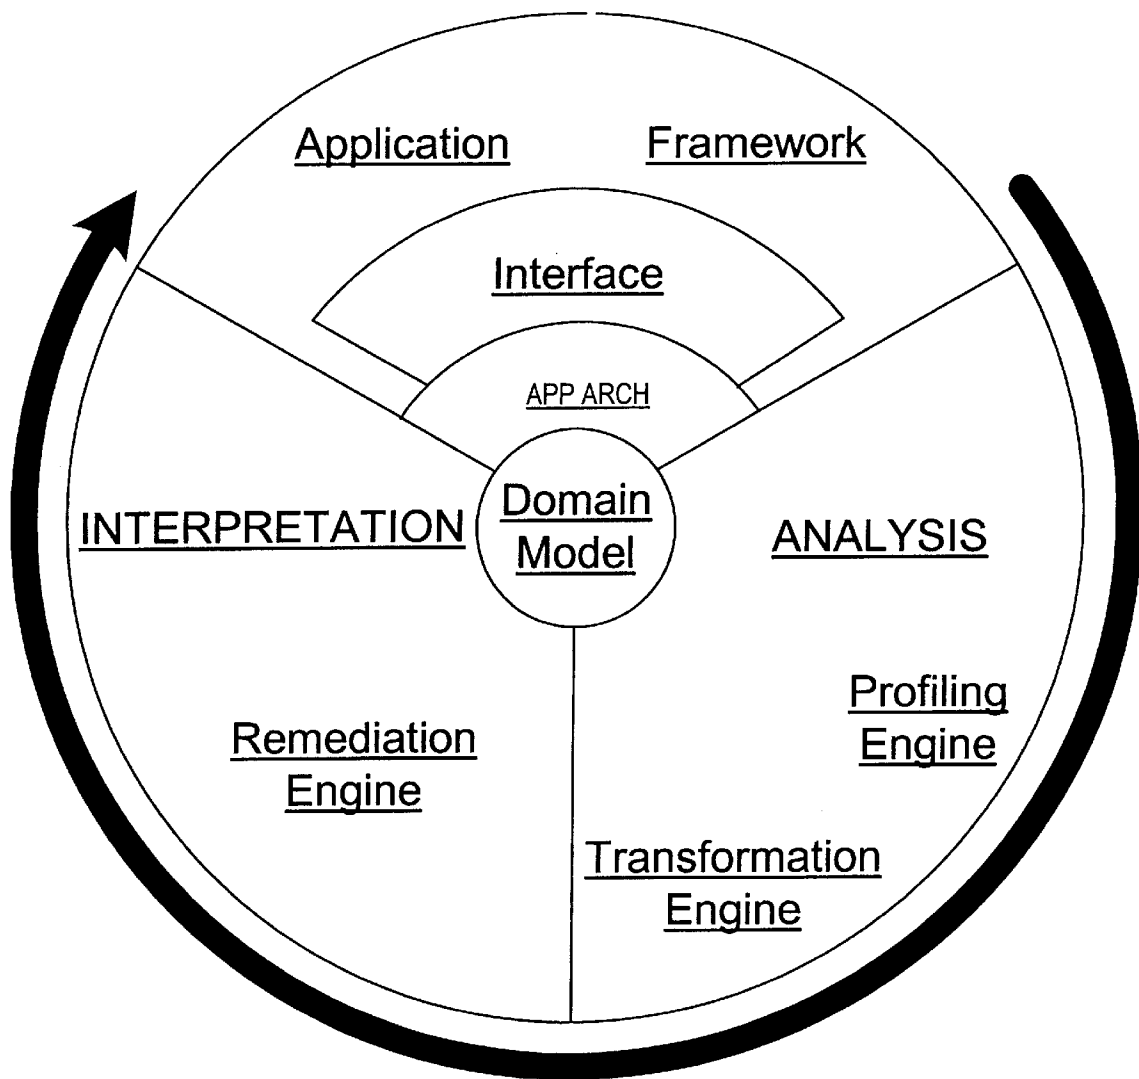 Application Framework
Interface
APP ARCH
Domain
Model
INTERPRETATION
ANALYSIS
Profiling
Engine
Remediation
Engine
Transformation
Engine